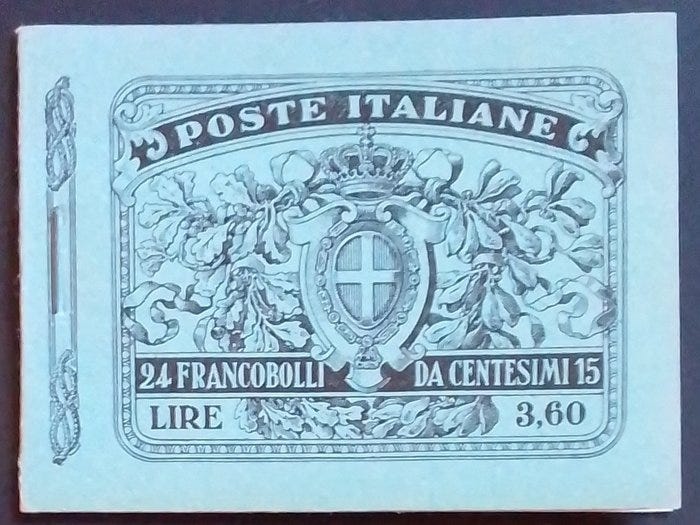 POSTE ITALIANE
24 FRANCOBOLLI DA CENTESIMI 15
LIRE 3,60